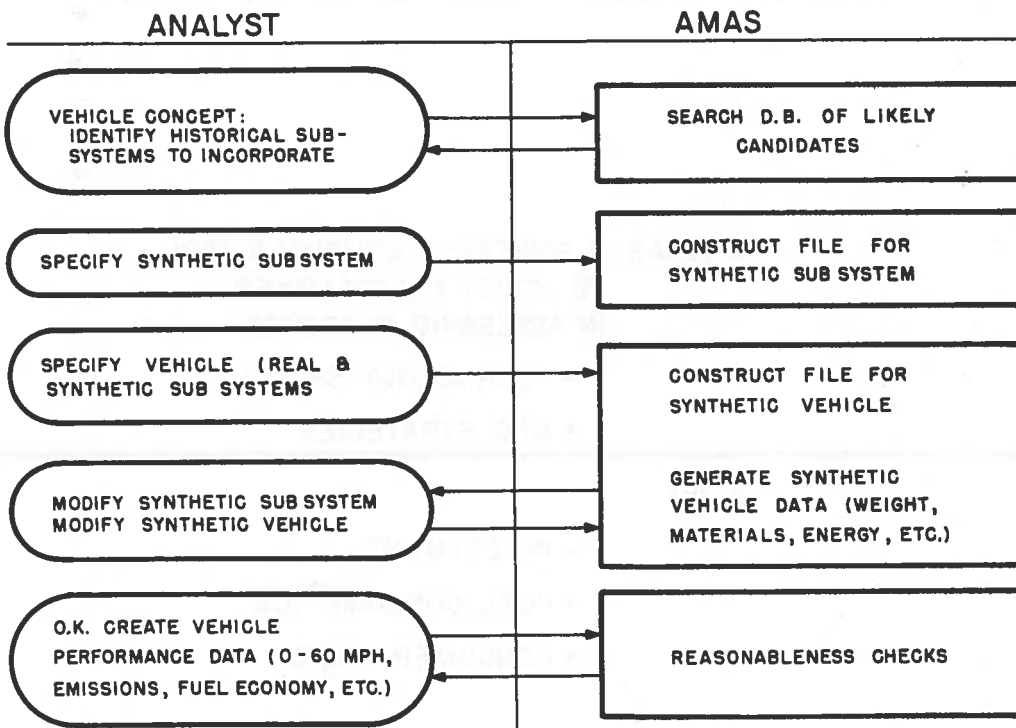 ANALYST
AMAS
VEHICLE CONCEPT:
IDENTIFY HISTORICAL SUB-
SYSTEMS TO INCORPORATE
SEARCH D.B. OF LIKELY
CANDIDATES
SPECIFY SYNTHETIC SUB SYSTEM
CONSTRUCT FILE FOR
SYNTHETIC SUB SYSTEM
SPECIFY VEHICLE (REAL &
SYNTHETIC SUB SYSTEMS
CONSTRUCT FILE FOR
SYNTHETIC VEHICLE
MODIFY SYNTHETIC SUB SYSTEM
MODIFY SYNTHETIC VEHICLE
GENERATE SYNTHETIC
VEHICLE DATA (WEIGHT,
MATERIALS, ENERGY, ETC.)
O.K. CREATE VEHICLE
PERFORMANCE DATA (0-60 MPH,
EMISSIONS, FUEL ECONOMY, ETC.)
REASONABLENESS CHECKS